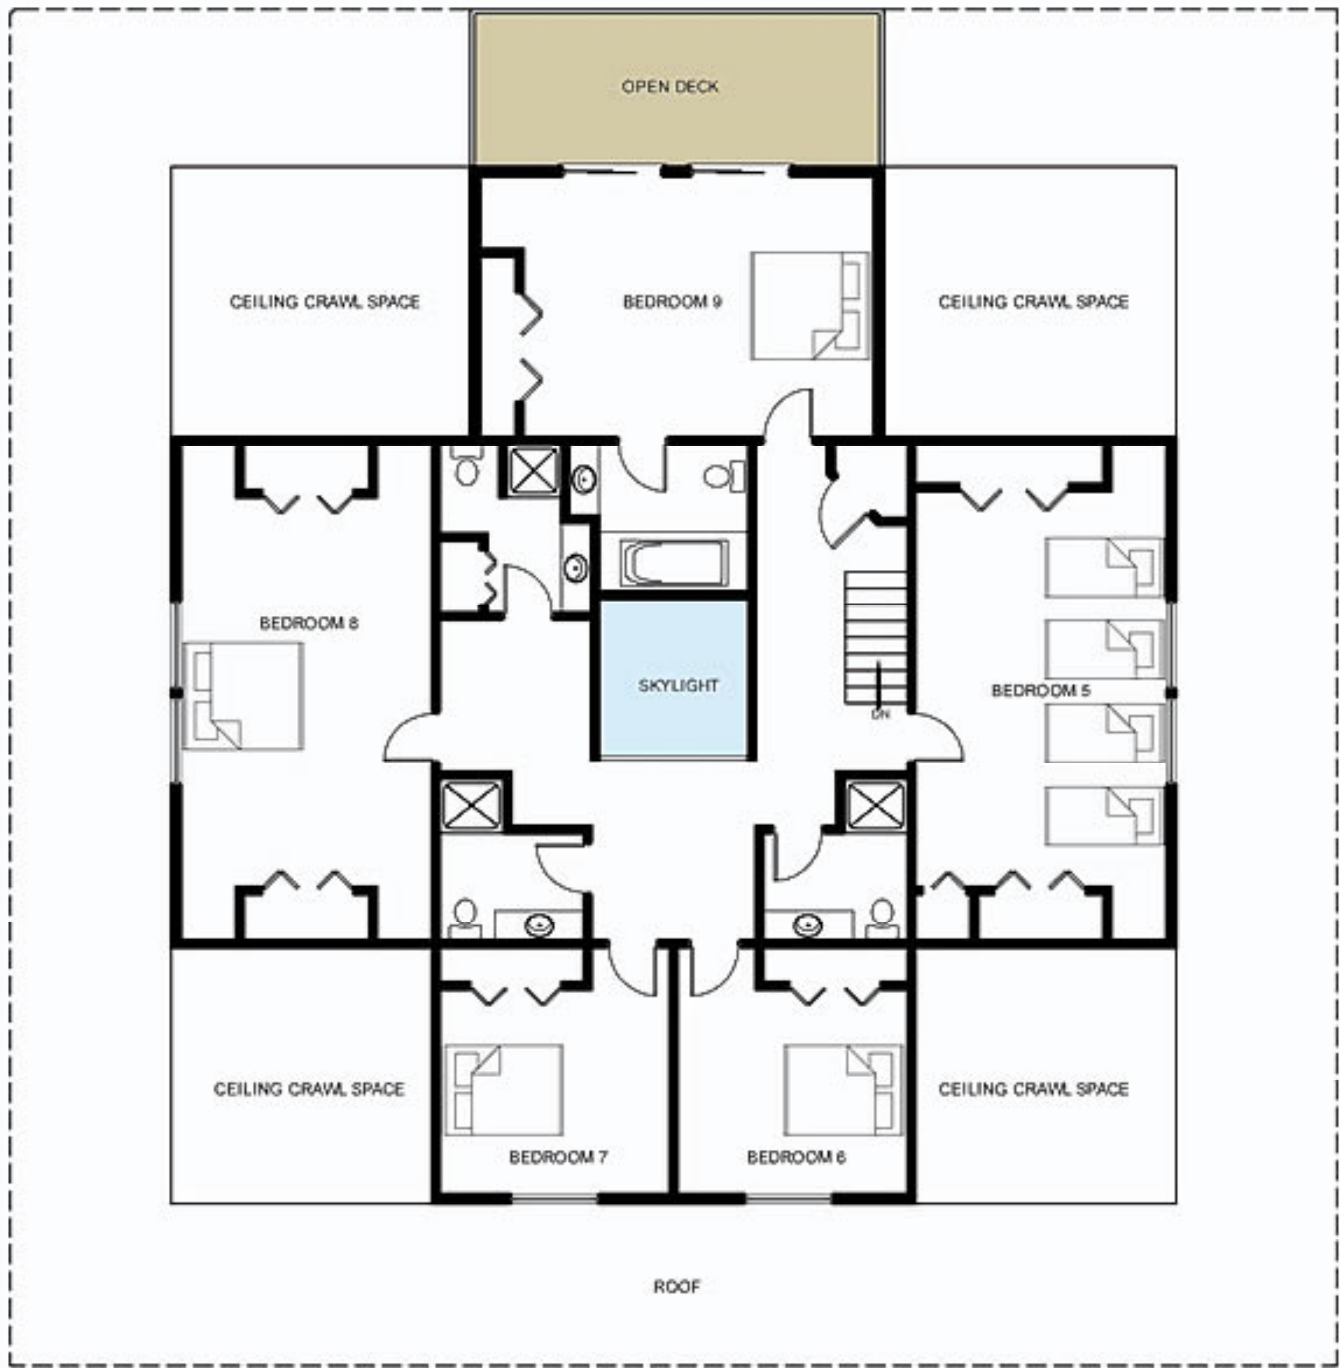 OPEN DECK
CEILING CRAWL SPACE
BEDROOM 9
CEILING CRAWL SPACE
BEDROOM 8
SKYLIGHT
BEDROOM 5
DN
CEILING CRAWL SPACE
CEILING CRAWL SPACE
BEDROOM 7
BEDROOM 6
ROOF